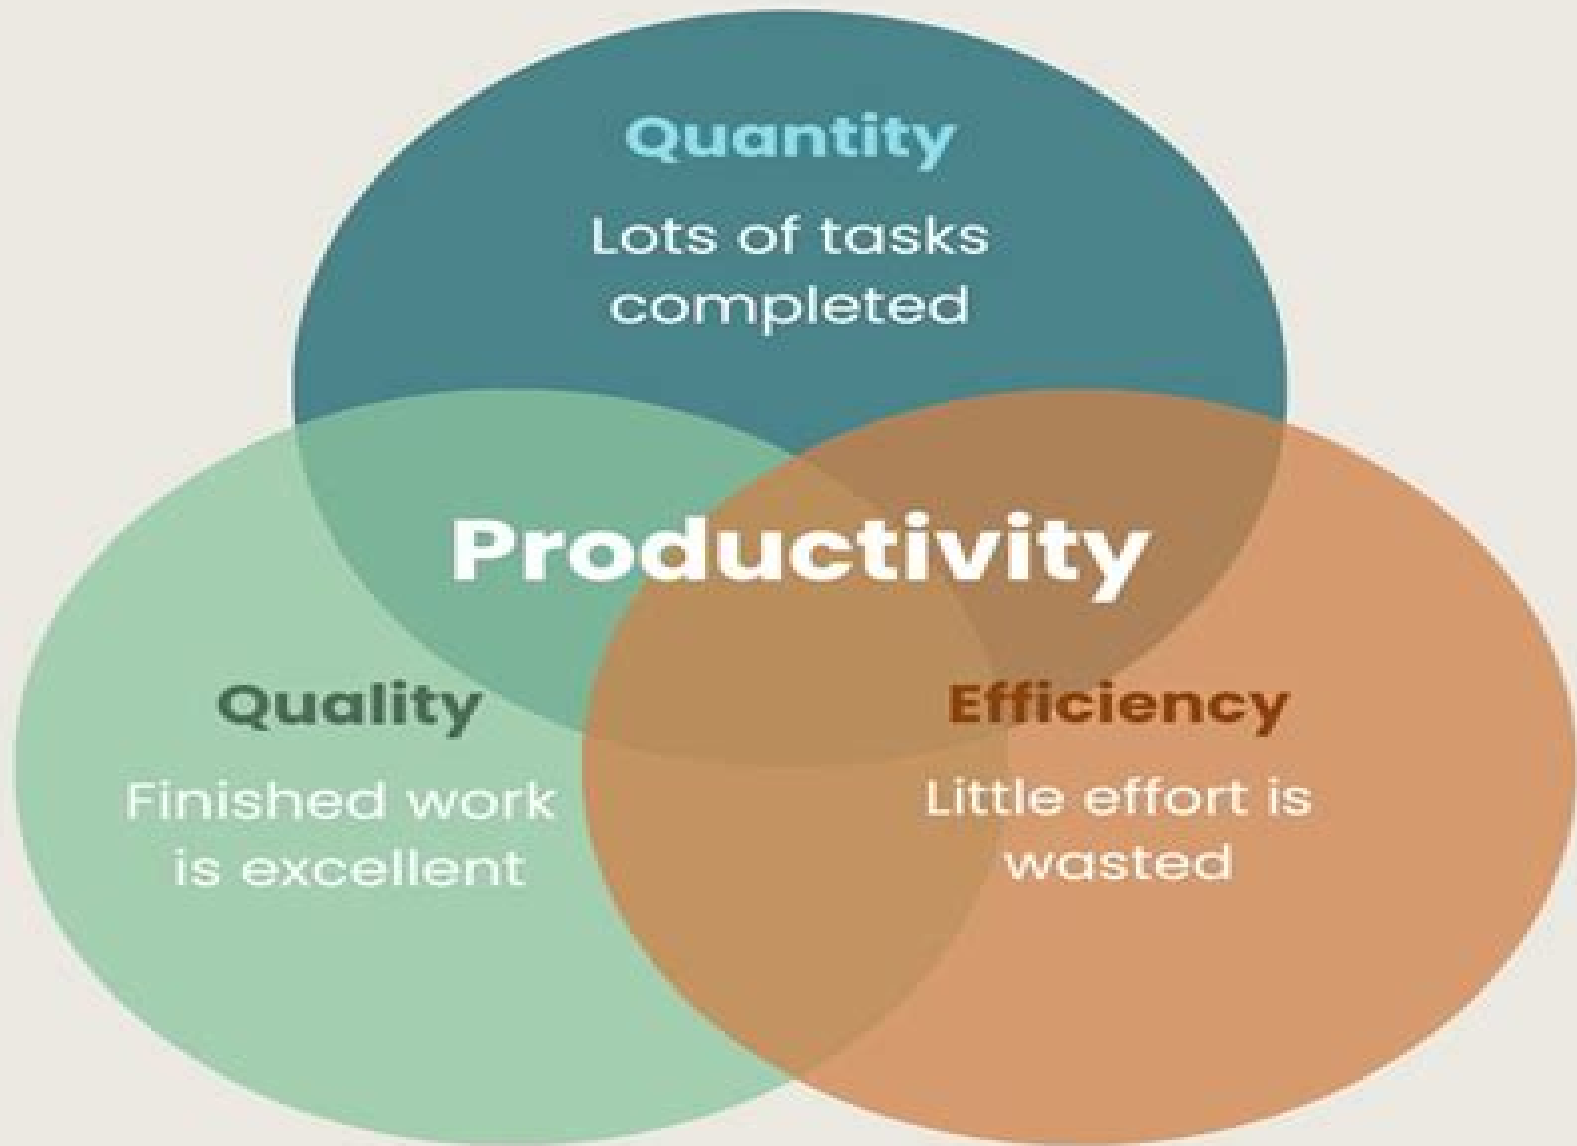 Quantity
Lots of tasks
completed
Productivity
Quality
Finished work
is excellent
Efficiency
Little effort is
wasted